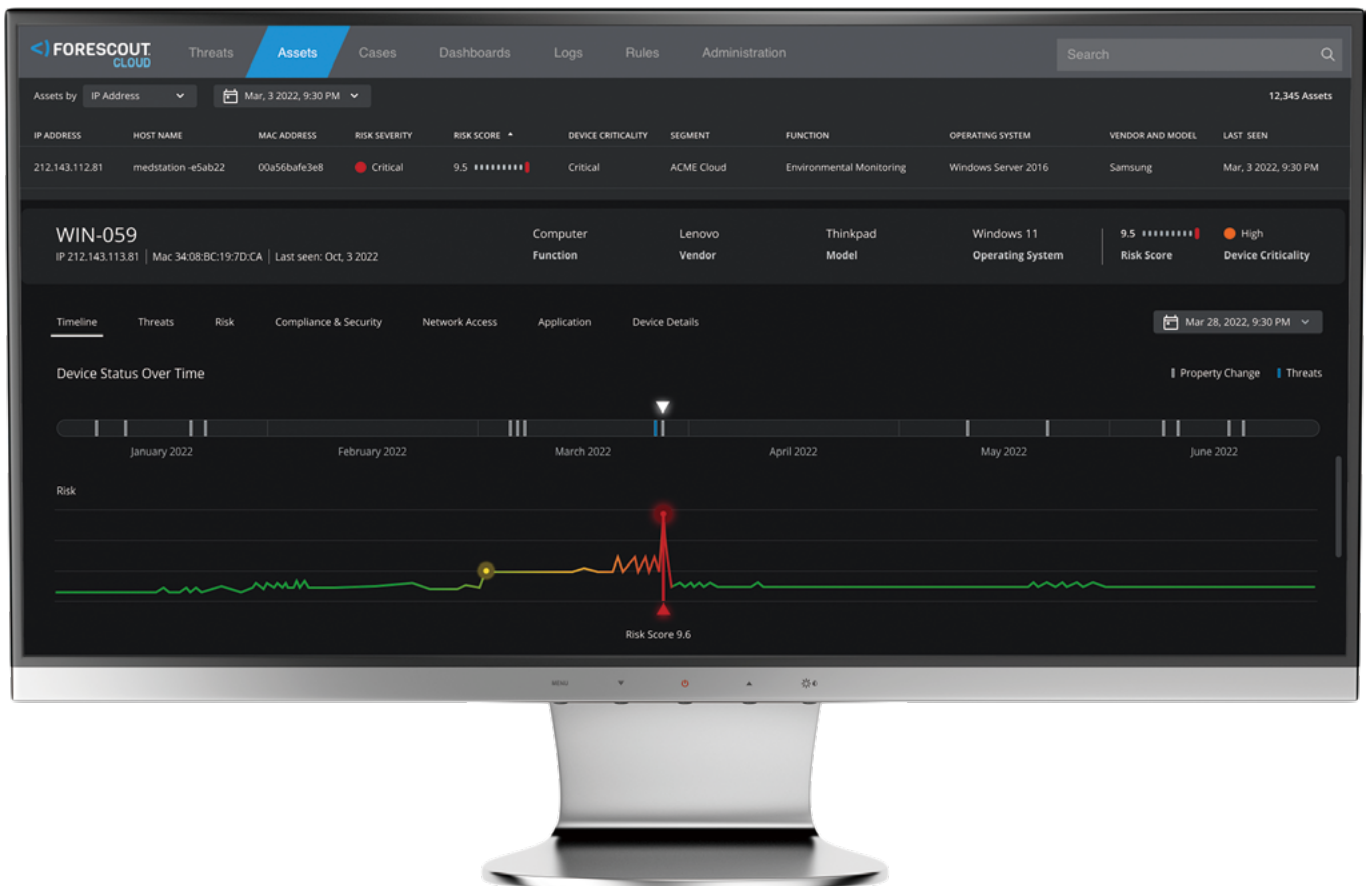 <) FORESCOUT.
CLOUD
Threats Assets Cases Dashboards Logs Rules Administration Search
Assets by IP Address Mar, 3 2022, 9:30 PM 12,345 Assets
IP ADDRESS HOST NAME MAC ADDRESS RISK SEVERITY RISK SCORE DEVICE CRITICALITY SEGMENT FUNCTION OPERATING SYSTEM VENDOR AND MODEL LAST SEEN
212.143.112.81 medstation -e5ab22 00a56bafe3e8 Critical 9.5 Critical ACME Cloud Environmental Monitoring Windows Server 2016 Samsung Mar, 3 2022, 9:30 PM
WIN-059 Computer Lenovo Thinkpad Windows 11 9.5 High
IP 212.143.113.81 | Mac 34:08:BC:19:7D:CA | Last seen: Oct, 3 2022 Function Vendor Model Operating System Risk Score Device Criticality
Timeline Threats Risk Compliance & Security Network Access Application Device Details Mar 28, 2022, 9:30 PM
Device Status Over Time Property Change Threats
January 2022 February 2022 March 2022 April 2022 May 2022 June 2022
Risk
Risk Score 9.6
MENU